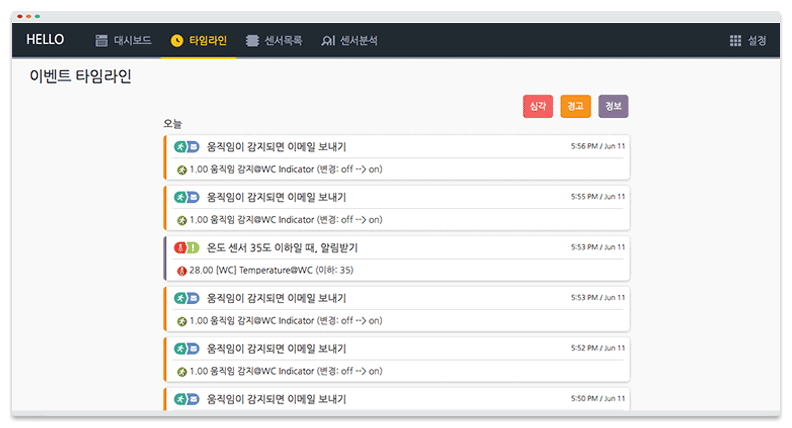 HELLO 대시보드 타임라인 센서목록 센서분석 설정
이벤트 타임라인
심각 경고 정보
오늘
움직임이 감지되면 이메일 보내기 5:56 PM / Jun 11
1.00 움직임 감지@WC Indicator (변경: off --> on)
움직임이 감지되면 이메일 보내기 5:55 PM / Jun 11
1.00 움직임 감지@WC Indicator (변경: off --> on)
온도 센서 35도 이하일 때, 알림받기 5:53 PM / Jun 11
28.00 [WC] Temperature@WC (이하: 35)
움직임이 감지되면 이메일 보내기 5:53 PM / Jun 11
1.00 움직임 감지@WC Indicator (변경: off --> on)
움직임이 감지되면 이메일 보내기 5:52 PM / Jun 11
1.00 움직임 감지@WC Indicator (변경: off --> on)
움직임이 감지되면 이메일 보내기 5:50 PM / Jun 11